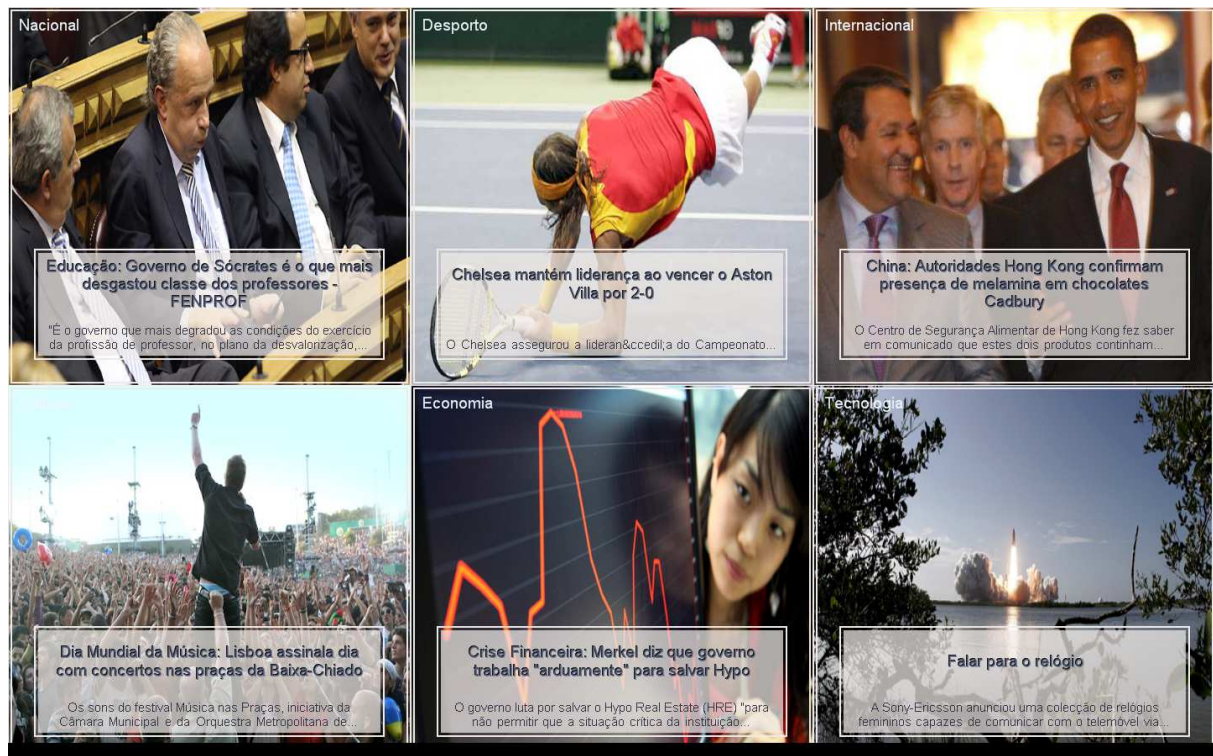 Nacional
Educação: Governo de Sócrates é o que mais
desgastou classe dos professores -
FENPROF
"É o governo que mais degradou as condições do exercício
da profissão de professor, no plano da desvalorização,...
Desporto
Chelsea mantém liderança ao vencer o Aston
Villa por 2-0
O Chelsea assegurou a lideran&ccedil;a do Campeonato...
Internacional
China: Autoridades Hong Kong confirmam
presença de melamina em chocolates
Cadbury
O Centro de Segurança Alimentar de Hong Kong fez saber
em comunicado que estes dois produtos continham...
Dia Mundial da Música: Lisboa assinala dia
com concertos nas praças da Baixa-Chiado
Os sons do festival Música nas Praças, iniciativa da
Câmara Municipal e da Orquestra Metropolitana de...
Economia
Crise Financeira: Merkel diz que governo
trabalha "arduamente" para salvar Hypo
O governo luta por salvar o Hypo Real Estate (HRE) "para
não permitir que a situação crítica da instituição...
Tecnologia
Falar para o relógio
A Sony-Ericsson anunciou uma colecção de relógios
femininos capazes de comunicar com o telemóvel via...